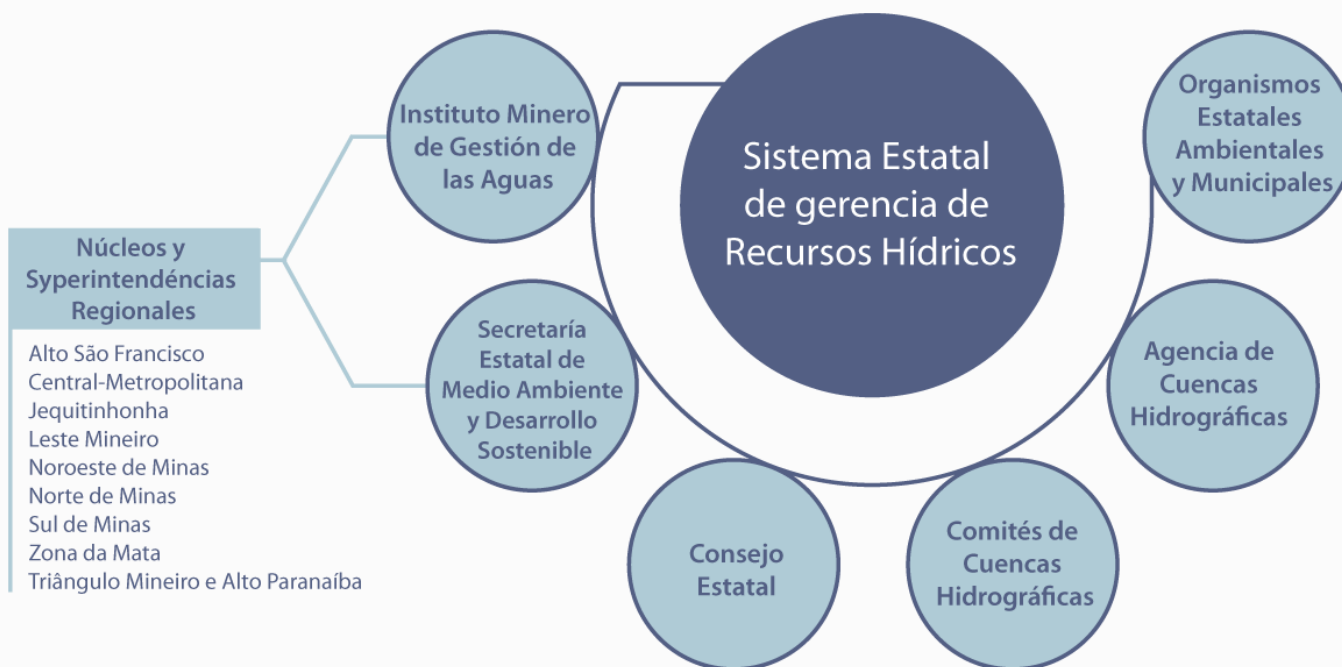 Instituto Minero
de Gestión de
las Aguas
Sistema Estatal
de gerencia de
Recursos Hídricos
Organismos
Estatales
Ambientales
y Municipales
Núcleos y
Syperintendéncias
Regionales
Alto São Francisco
Central-Metropolitana
Jequitinhonha
Leste Mineiro
Noroeste de Minas
Norte de Minas
Sul de Minas
Zona da Mata
Triângulo Mineiro e Alto Paranaíba
Secretaría
Estatal de
Medio Ambiente
y Desarrollo
Sostenible
Agencia de
Cuencas
Hidrográficas
Consejo
Estatal
Comités de
Cuencas
Hidrográficas